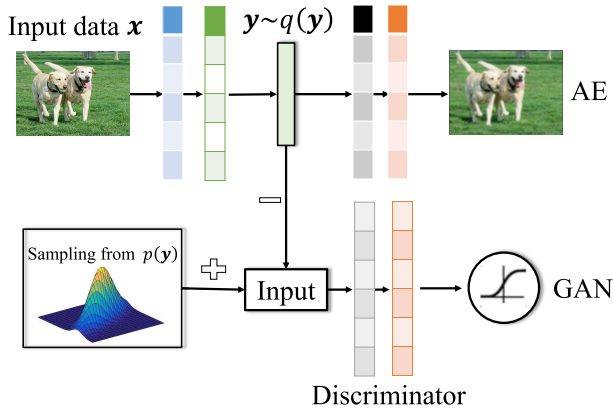 Input data x
y~q(y)
AE
Sampling from p(y)
Input
GAN
Discriminator